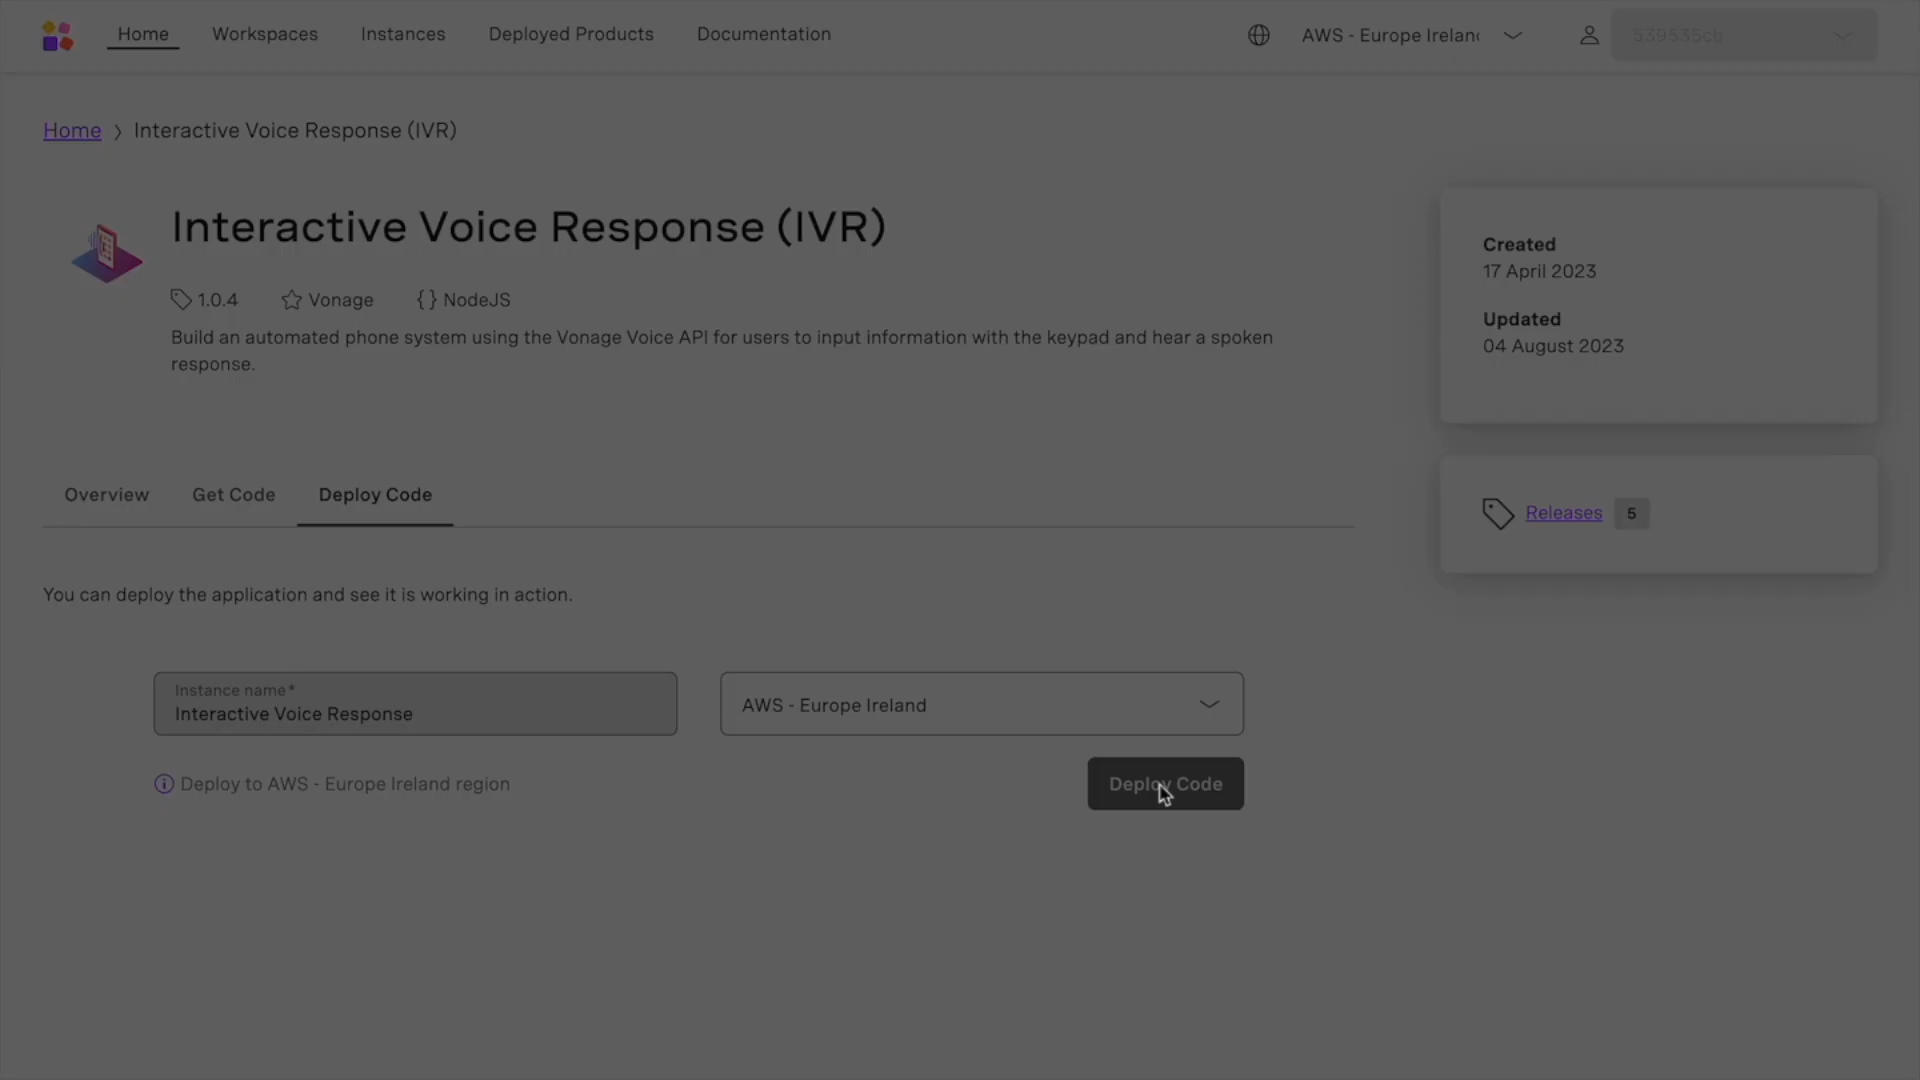 Home Workspaces Instances Deployed Products Documentation AWS - Europe Irelan 539535cb
Home > Interactive Voice Response (IVR)
Interactive Voice Response (IVR)
1.0.4 Vonage {} NodeJS
Build an automated phone system using the Vonage Voice API for users to input information with the keypad and hear a spoken
response.
Created
17 April 2023
Updated
04 August 2023
Overview Get Code Deploy Code
Releases 5
You can deploy the application and see it is working in action.
Instance name*
Interactive Voice Response
AWS - Europe Ireland
Deploy to AWS - Europe Ireland region
Deploy Code